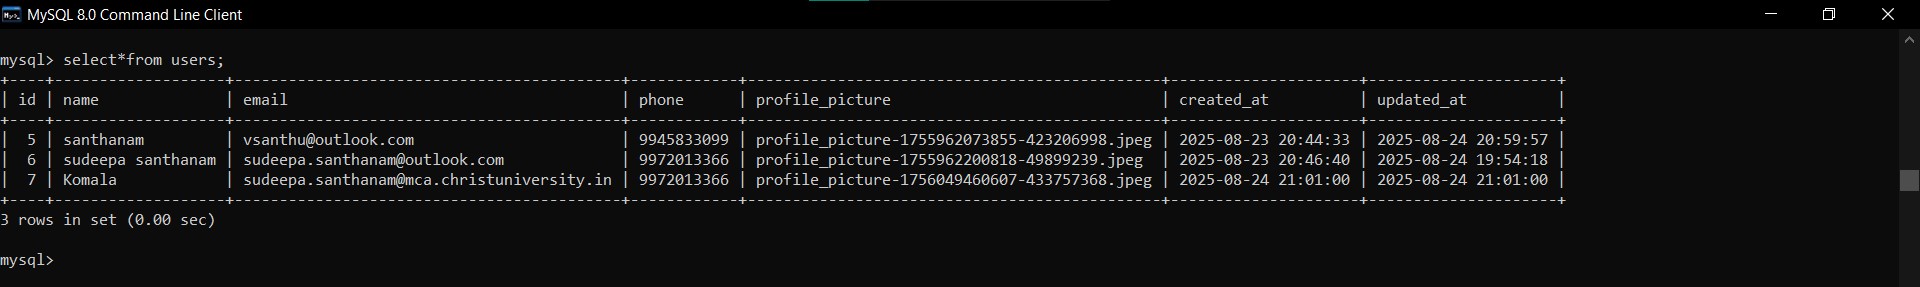 MySQL 8.0 Command Line Client
mysql> select*from users;
+----+------------------+-------------------------------------------+------------+----------------------------------------------+---------------------+---------------------+
| id | name             | email                                     | phone      | profile_picture                              | created_at          | updated_at          |
+----+------------------+-------------------------------------------+------------+----------------------------------------------+---------------------+---------------------+
|  5 | santhanam        | vsanthu@outlook.com                       | 9945833099 | profile_picture-1755962073855-423206998.jpeg | 2025-08-23 20:44:33 | 2025-08-24 20:59:57 |
|  6 | sudeepa santhanam | sudeepa.santhanam@outlook.com             | 9972013366 | profile_picture-1755962200818-49899239.jpeg  | 2025-08-23 20:46:40 | 2025-08-24 19:54:18 |
|  7 | Komala           | sudeepa.santhanam@mca.christuniversity.in | 9972013366 | profile_picture-1756049460607-433757368.jpeg | 2025-08-24 21:01:00 | 2025-08-24 21:01:00 |
+----+------------------+-------------------------------------------+------------+----------------------------------------------+---------------------+---------------------+
3 rows in set (0.00 sec)
mysql>